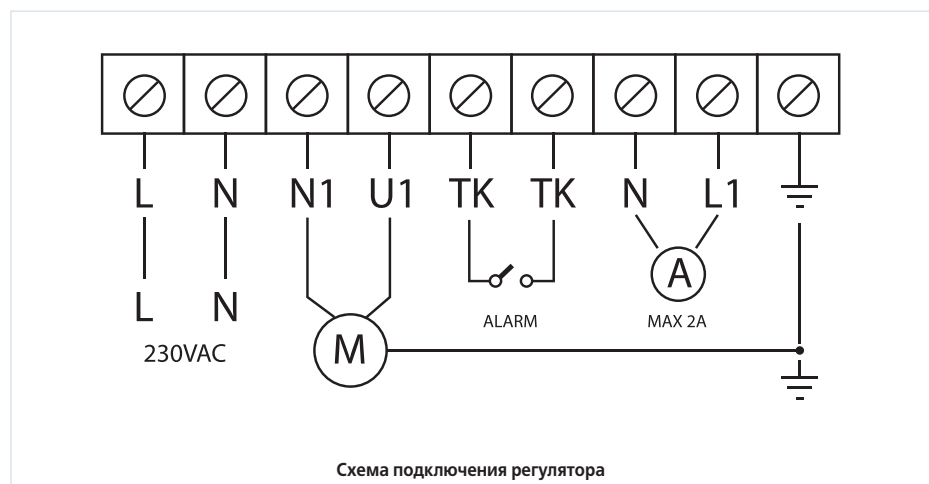 L N N1 U1 TK TK N L1
L N
230VAC
M
A
ALARM
MAX 2A
Схема подключения регулятора